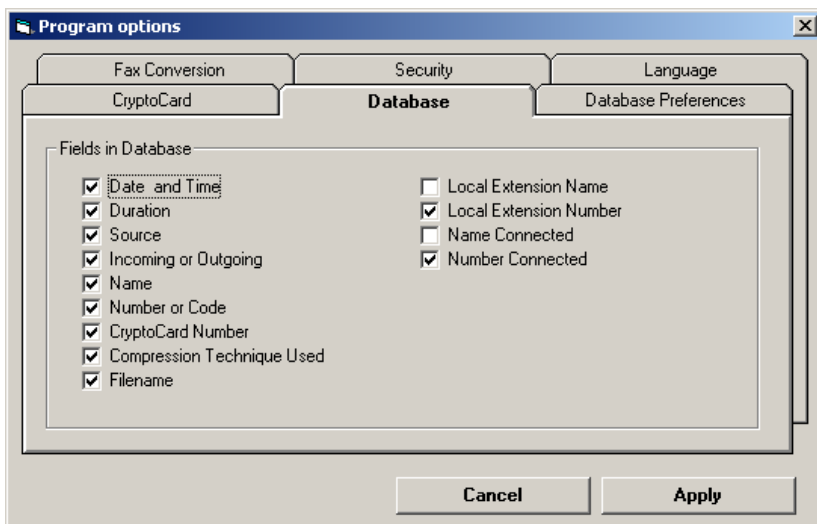 Program options
Fax Conversion
Security
Language
CryptoCard
Database
Database Preferences
Fields in Database
Date and Time
Duration
Source
Incoming or Outgoing
Name
Number or Code
CryptoCard Number
Compression Technique Used
Filename
Local Extension Name
Local Extension Number
Name Connected
Number Connected
Cancel
Apply